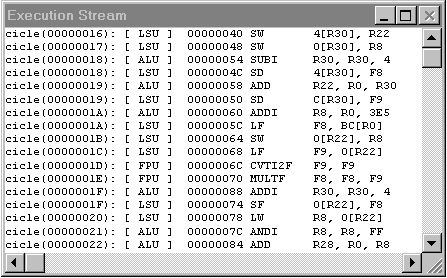 Execution Stream
cicle(00000016): [ LSU ] 00000040 SW 4[R30], R22
cicle(00000017): [ LSU ] 00000048 SW 0[R30], R8
cicle(00000018): [ ALU ] 00000054 SUBI R30, R30, 4
cicle(00000018): [ LSU ] 0000004C SD 4[R30], F8
cicle(00000019): [ ALU ] 00000058 ADD R22, R0, R30
cicle(00000019): [ LSU ] 00000050 SD C[R30], F9
cicle(0000001A): [ ALU ] 00000060 ADDI R8, R0, 3E5
cicle(0000001A): [ LSU ] 0000005C LF F8, BC[R0]
cicle(0000001B): [ LSU ] 00000064 SW 0[R22], R8
cicle(0000001C): [ LSU ] 00000068 LF F9, 0[R22]
cicle(0000001D): [ FPU ] 0000006C CVTI2F F9, F9
cicle(0000001E): [ FPU ] 00000070 MULTF F8, F8, F9
cicle(0000001F): [ ALU ] 00000088 ADDI R30, R30, 4
cicle(0000001F): [ LSU ] 00000074 SF 0[R22], F8
cicle(00000020): [ LSU ] 00000078 LW R8, 0[R22]
cicle(00000021): [ ALU ] 0000007C ANDI R8, R8, FF
cicle(00000022): [ ALU ] 00000084 ADD R28, R0, R8